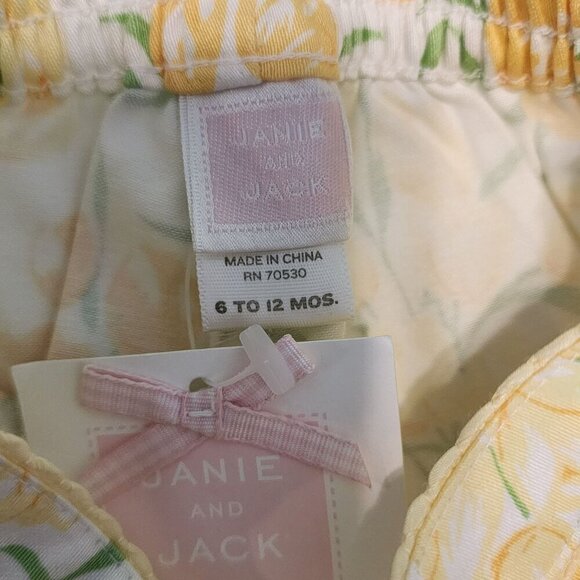 JANIE
AND
JACK
MADE IN CHINA
RN 70530
6 TO 12 MOS.
JANIE
AND
JACK